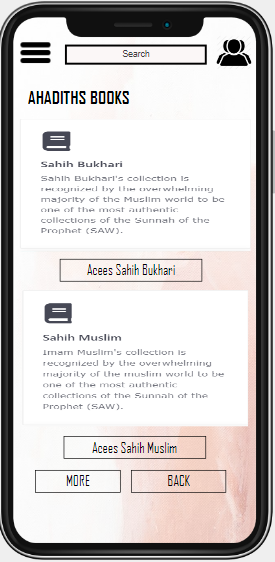 Search
AHADITHS BOOKS
Sahih Bukhari
Sahih Bukhari's collection is
recognized by the overwhelming
majority of the Muslim world to be
one of the most authentic
collections of the Sunnah of the
Prophet (SAW).
Acees Sahih Bukhari
Sahih Muslim
Imam Muslim's collection is
recognized by the overwhelming
majority of the muslim world to be
one of the most authentic
collections of the Sunnah of the
Prophet (SAW).
Acees Sahih Muslim
MORE BACK